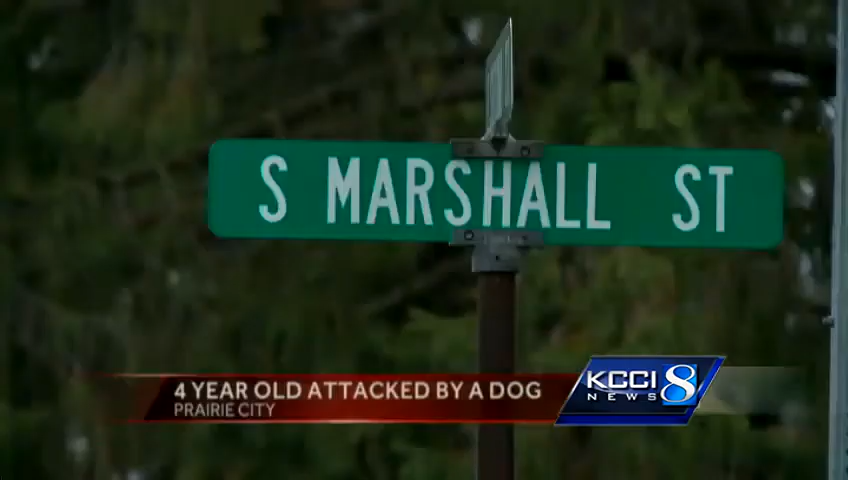 S MARSHALL ST
4 YEAR OLD ATTACKED BY A DOG
PRAIRIE CITY
KCCI 8
NEWS